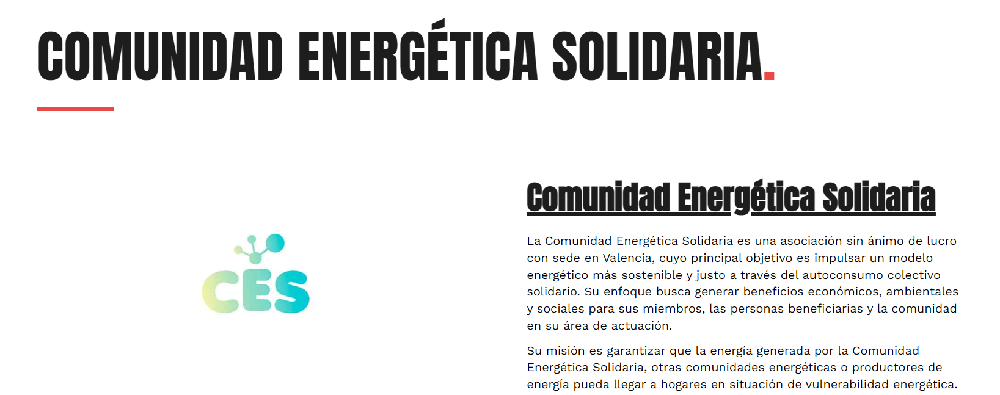 COMUNIDAD ENERGÉTICA SOLIDARIA.
CES
Comunidad Energética Solidaria
La Comunidad Energética Solidaria es una asociación sin ánimo de lucro
con sede en Valencia, cuyo principal objetivo es impulsar un modelo
energético más sostenible y justo a través del autoconsumo colectivo
solidario. Su enfoque busca generar beneficios económicos, ambientales
y sociales para sus miembros, las personas beneficiarias y la comunidad
en su área de actuación.
Su misión es garantizar que la energía generada por la Comunidad
Energética Solidaria, otras comunidades energéticas o productores de
energía pueda llegar a hogares en situación de vulnerabilidad energética.